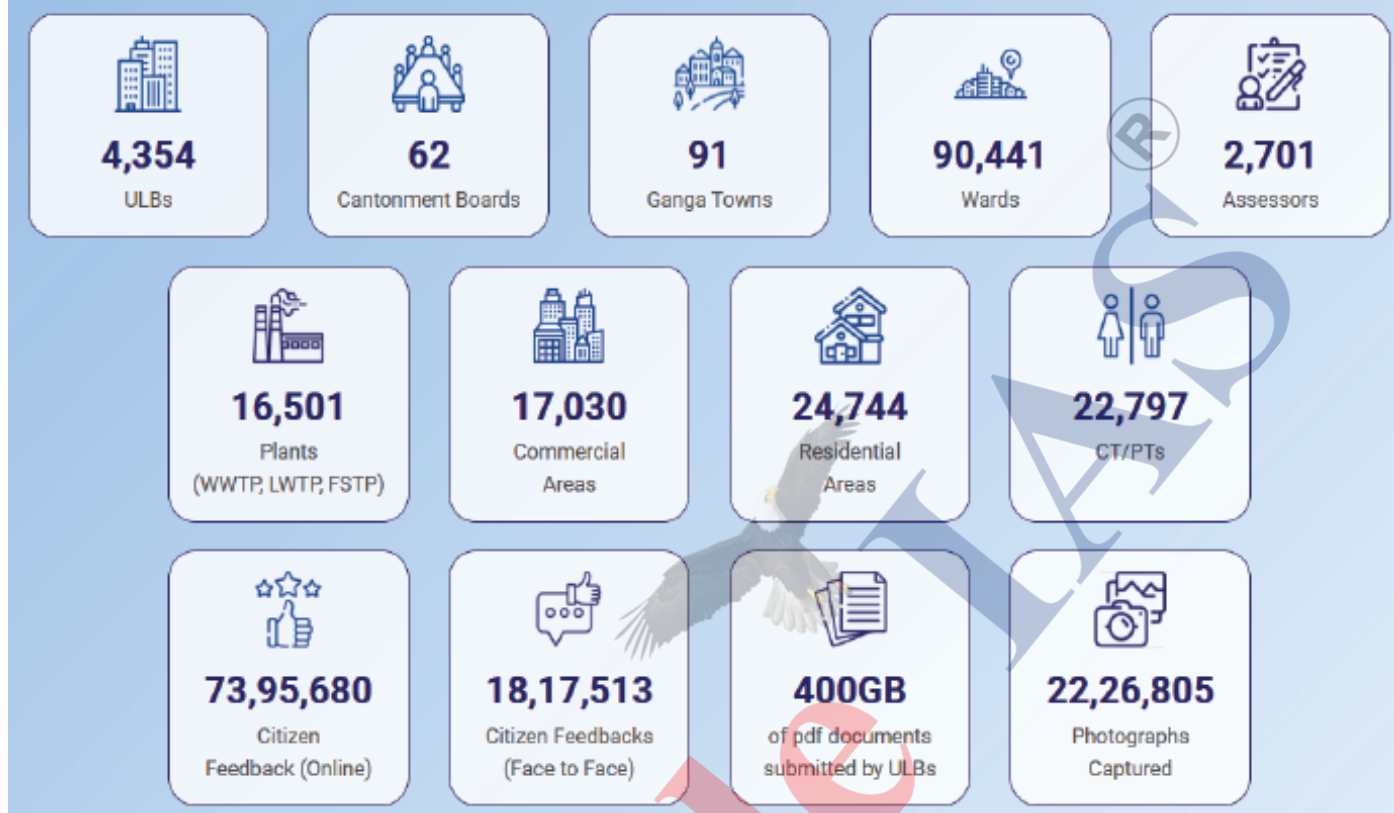 4,354
ULBs
62
Cantonment Boards
91
Ganga Towns
90,441
Wards
2,701
Assessors
®
IAS
16,501
Plants
(WWTP, LWTP, FSTP)
17,030
Commercial
Areas
24,744
Residential
Areas
22,797
CT/PTs
73,95,680
Citizen
Feedback (Online)
18,17,513
Citizen Feedbacks
(Face to Face)
400GB
of pdf documents
submitted by ULBs
22,26,805
Photographs
Captured